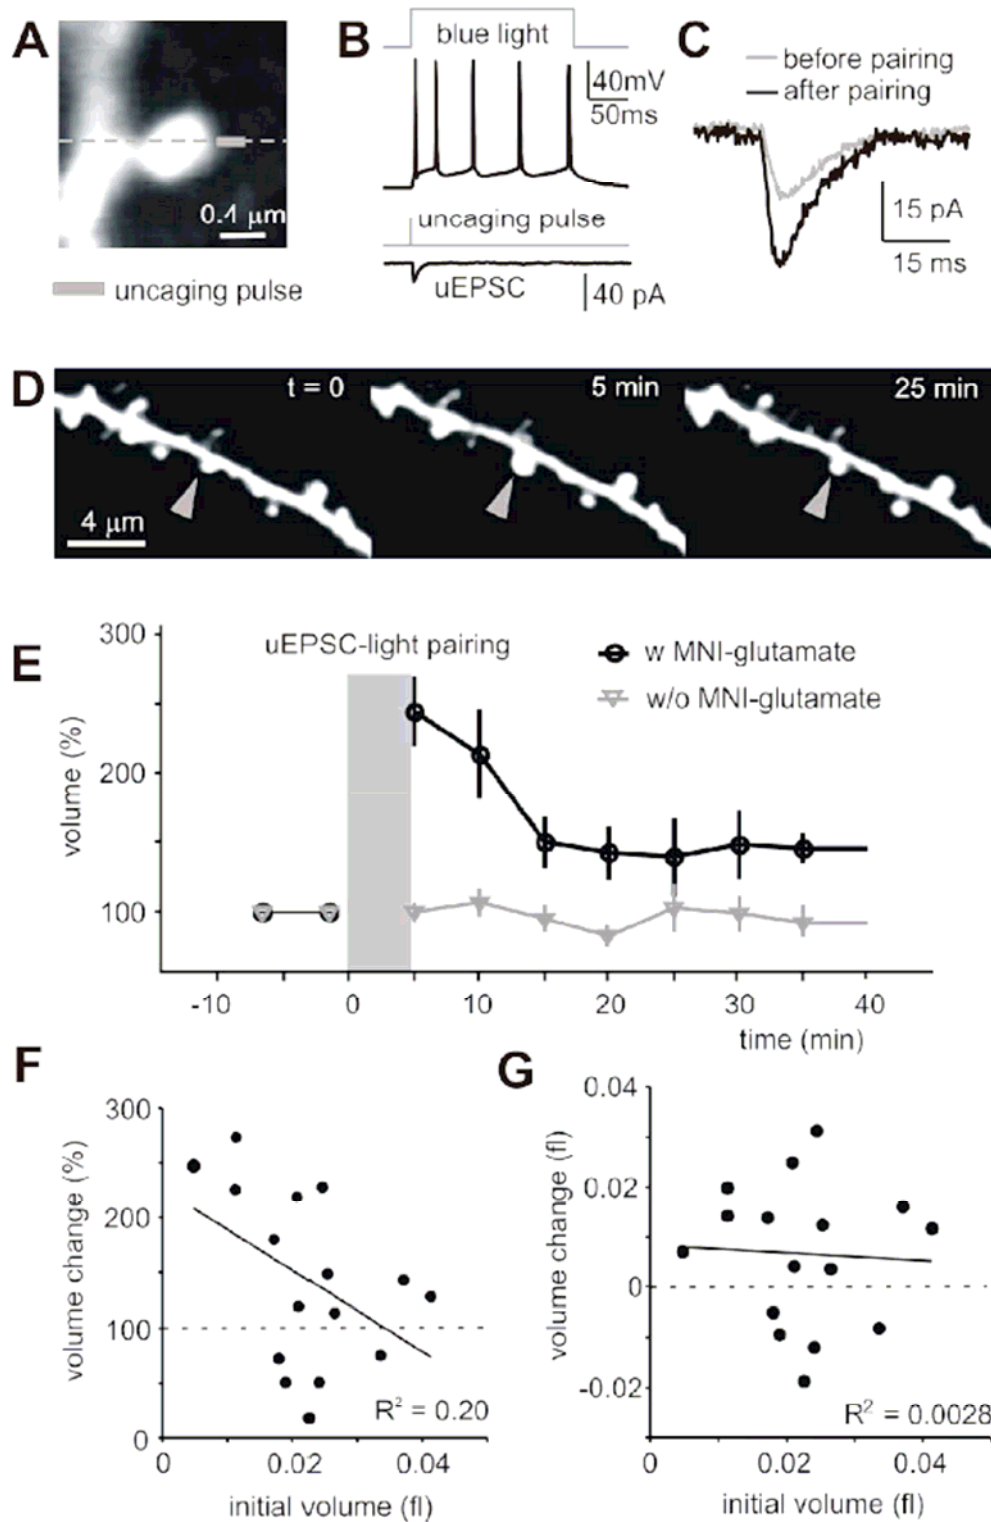 A
0.4 μm
uncaging pulse
B
blue light
40mV
50ms
uncaging pulse
uEPSC
40 pA
C
before pairing
after pairing
15 pA
15 ms
D
t = 0
5 min
25 min
4 μm
E
uEPSC-light pairing
w MNI-glutamate
w/o MNI-glutamate
volume (%)
300
200
100
-10 0 10 20 30 40
time (min)
F
volume change (%)
300
200
100
0
R² = 0.20
0 0.02 0.04
initial volume (fl)
G
volume change (fl)
0.04
0.02
0
-0.02
R² = 0.0028
0 0.02 0.04
initial volume (fl)